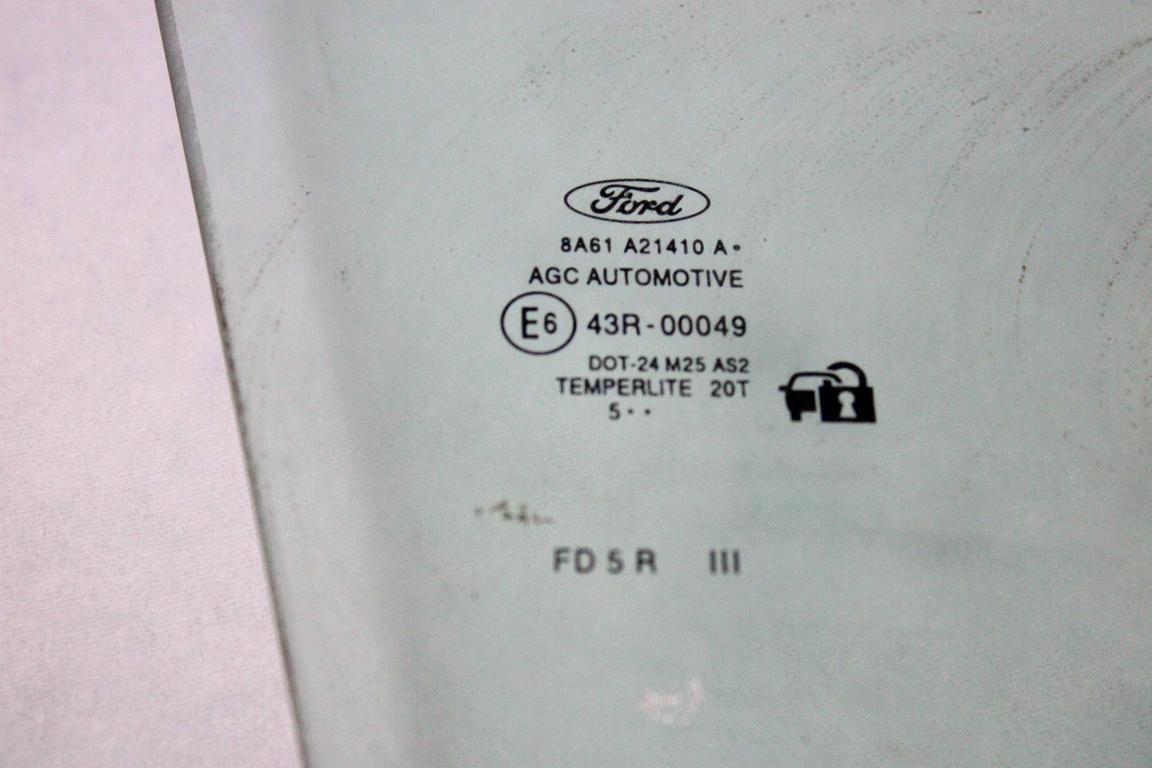 Ford
8A61 A21410 A•
AGC AUTOMOTIVE
E6 43R-00049
DOT-24 M25 AS2
TEMPERLITE 20T
5 • •
FD 5 R III